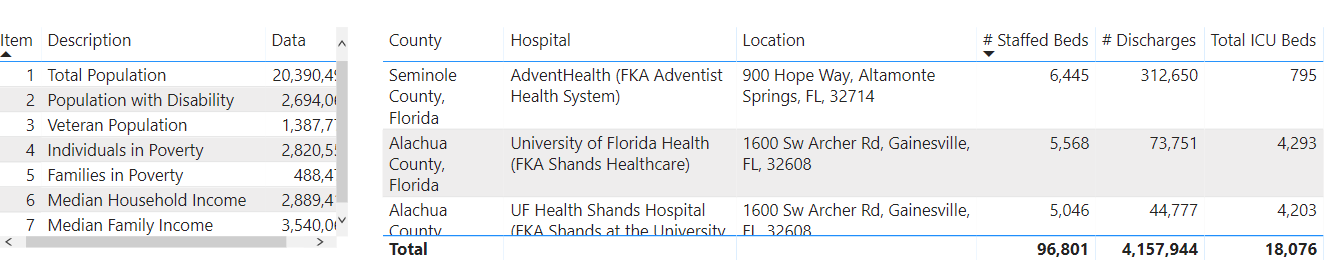 Item Description Data
1 Total Population 20,390,4
2 Population with Disability 2,694,0
3 Veteran Population 1,387,7
4 Individuals in Poverty 2,820,5
5 Families in Poverty 488,4
6 Median Household Income 2,889,4
7 Median Family Income 3,540,0
County Hospital Location # Staffed Beds # Discharges Total ICU Beds
Seminole AdventHealth (FKA Adventist 900 Hope Way, Altamonte 6,445 312,650 795
County, Health System) Springs, FL, 32714
Florida
Alachua University of Florida Health 1600 Sw Archer Rd, Gainesville, 5,568 73,751 4,293
County, (FKA Shands Healthcare) FL, 32608
Florida
Alachua UF Health Shands Hospital 1600 Sw Archer Rd, Gainesville, 5,046 44,777 4,203
County (FKA Shands at the University FL 32608
Total 96,801 4,157,944 18,076